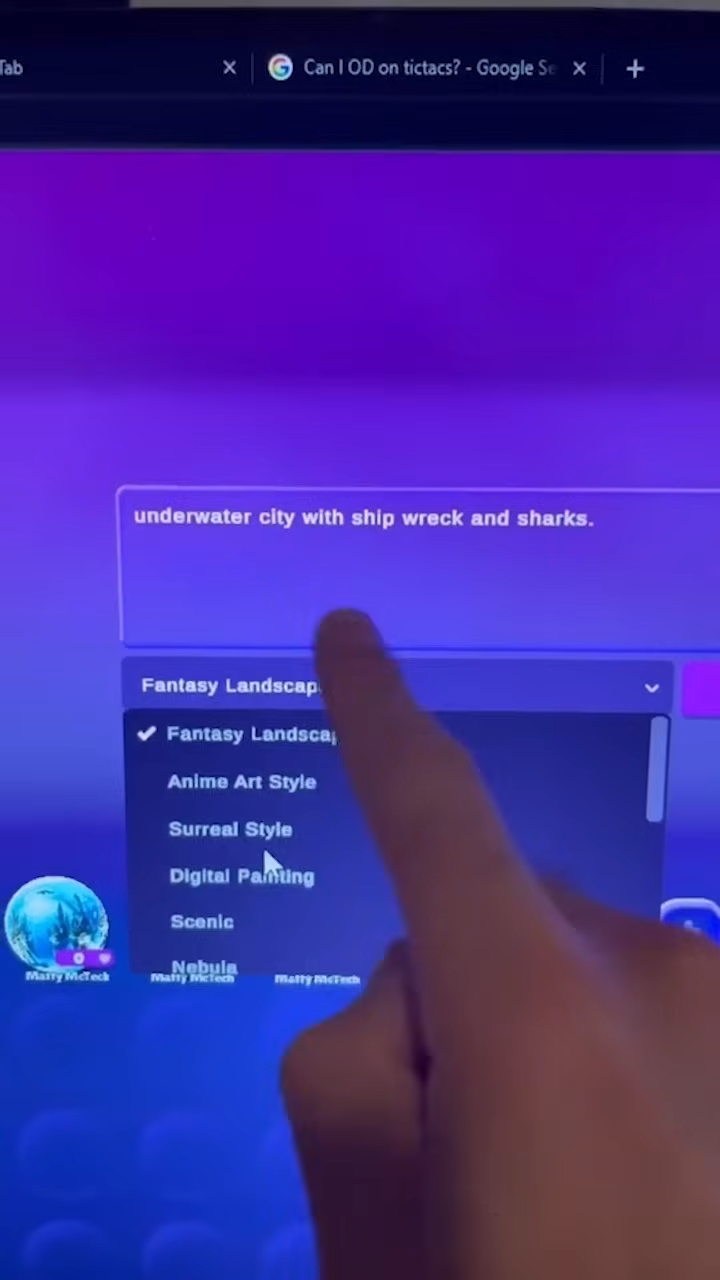 Tab
Can I OD on tictacs? - Google Se
underwater city with ship wreck and sharks.
Fantasy Landscap
Fantasy Landscap
Anime Art Style
Surreal Style
Digital Painting
Scenic
Nebula
0
Matty McTech
Matty McTech
Matty McTech